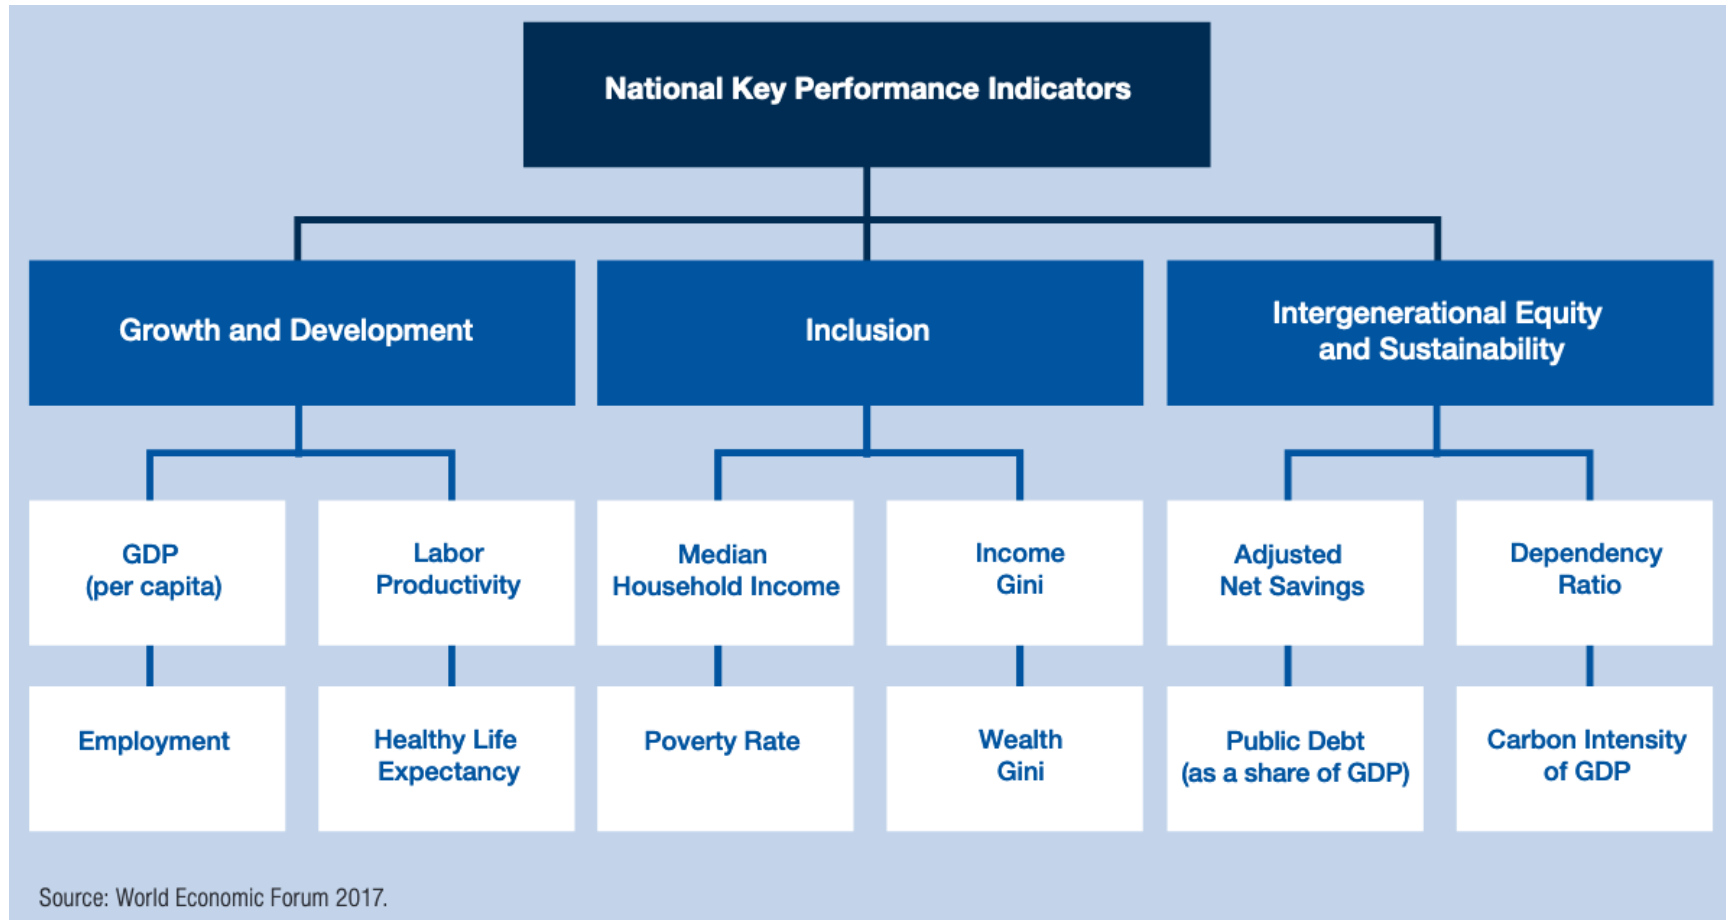 National Key Performance Indicators
Growth and Development
Inclusion
Intergenerational Equity
and Sustainability
GDP
(per capita)
Labor
Productivity
Median
Household Income
Income
Gini
Adjusted
Net Savings
Dependency
Ratio
Employment
Healthy Life
Expectancy
Poverty Rate
Wealth
Gini
Public Debt
(as a share of GDP)
Carbon Intensity
of GDP
Source: World Economic Forum 2017.